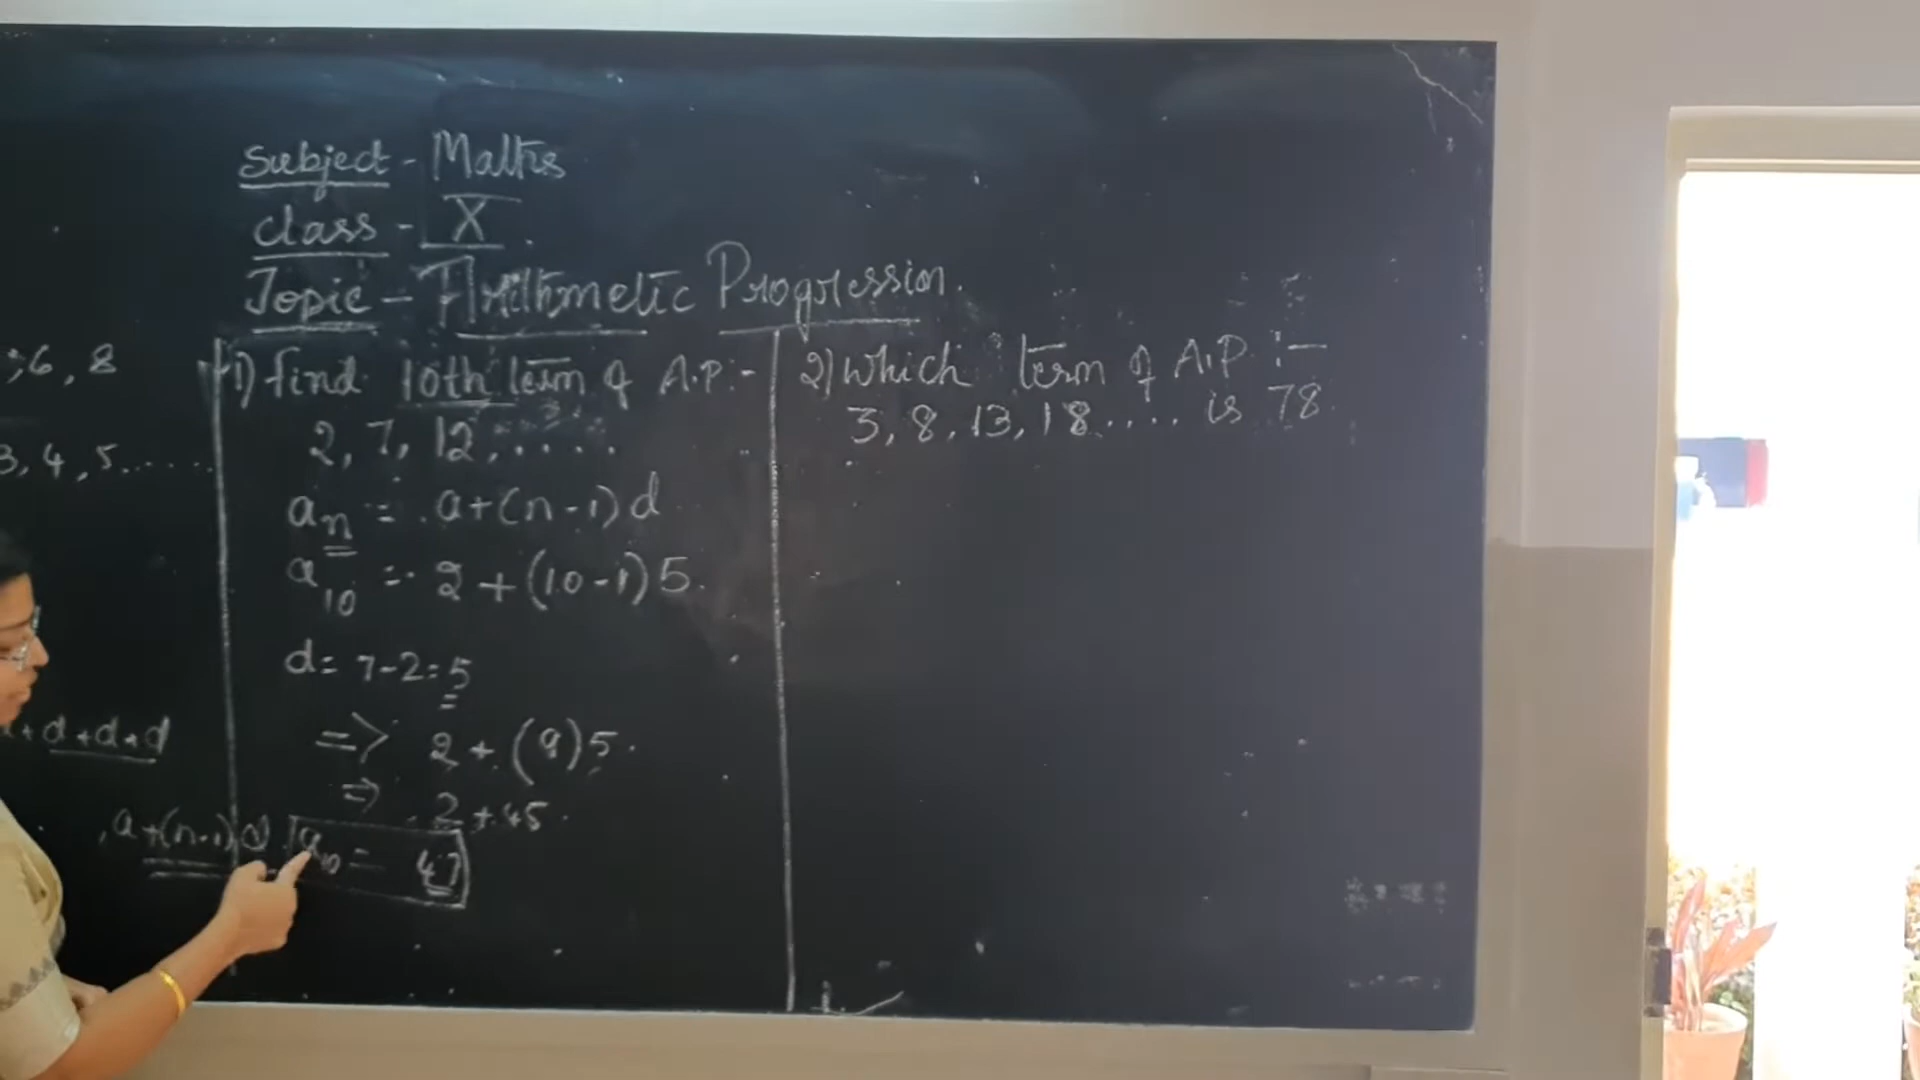 Subject - Maths
class - X
Topic - Arithmetic Progression.
;6, 8
3, 4, 5......
+ d + d + d
, a + (n-1) d
1) find 10th term of A.P:-
2, 7, 12, ....
an = a+(n-1)d
a10 = 2 + (10-1)5.
d = 7-2 = 5
=> 2 + (9)5.
=> 2 + 45.
a10 = 47
2) Which term of A.P :-
3, 8, 13, 18.... is 78.